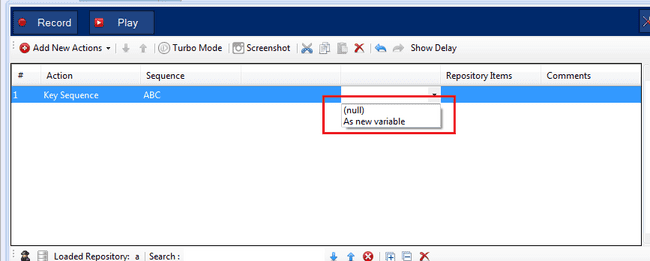 Record Play
Add New Actions Turbo Mode Screenshot Show Delay
# Action Sequence Repository Items Comments
1 Key Sequence ABC
(null)
As new variable
Loaded Repository: a Search :